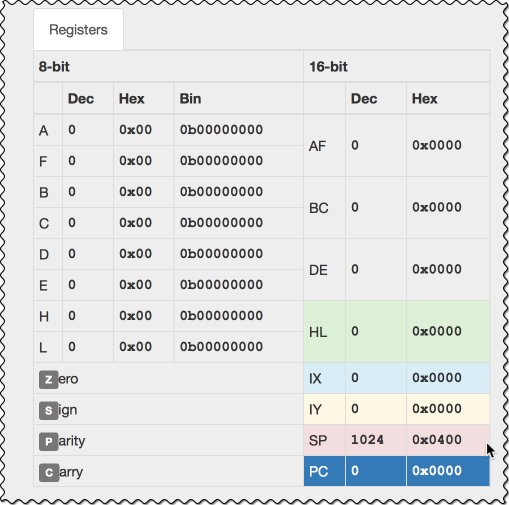 Registers
8-bit 16-bit
Dec Hex Bin Dec Hex
A 0 0x00 0b00000000 AF 0 0x0000
F 0 0x00 0b00000000
B 0 0x00 0b00000000 BC 0 0x0000
C 0 0x00 0b00000000
D 0 0x00 0b00000000 DE 0 0x0000
E 0 0x00 0b00000000
H 0 0x00 0b00000000 HL 0 0x0000
L 0 0x00 0b00000000
Zero IX 0 0x0000
Sign IY 0 0x0000
Parity SP 1024 0x0400
Carry PC 0 0x0000